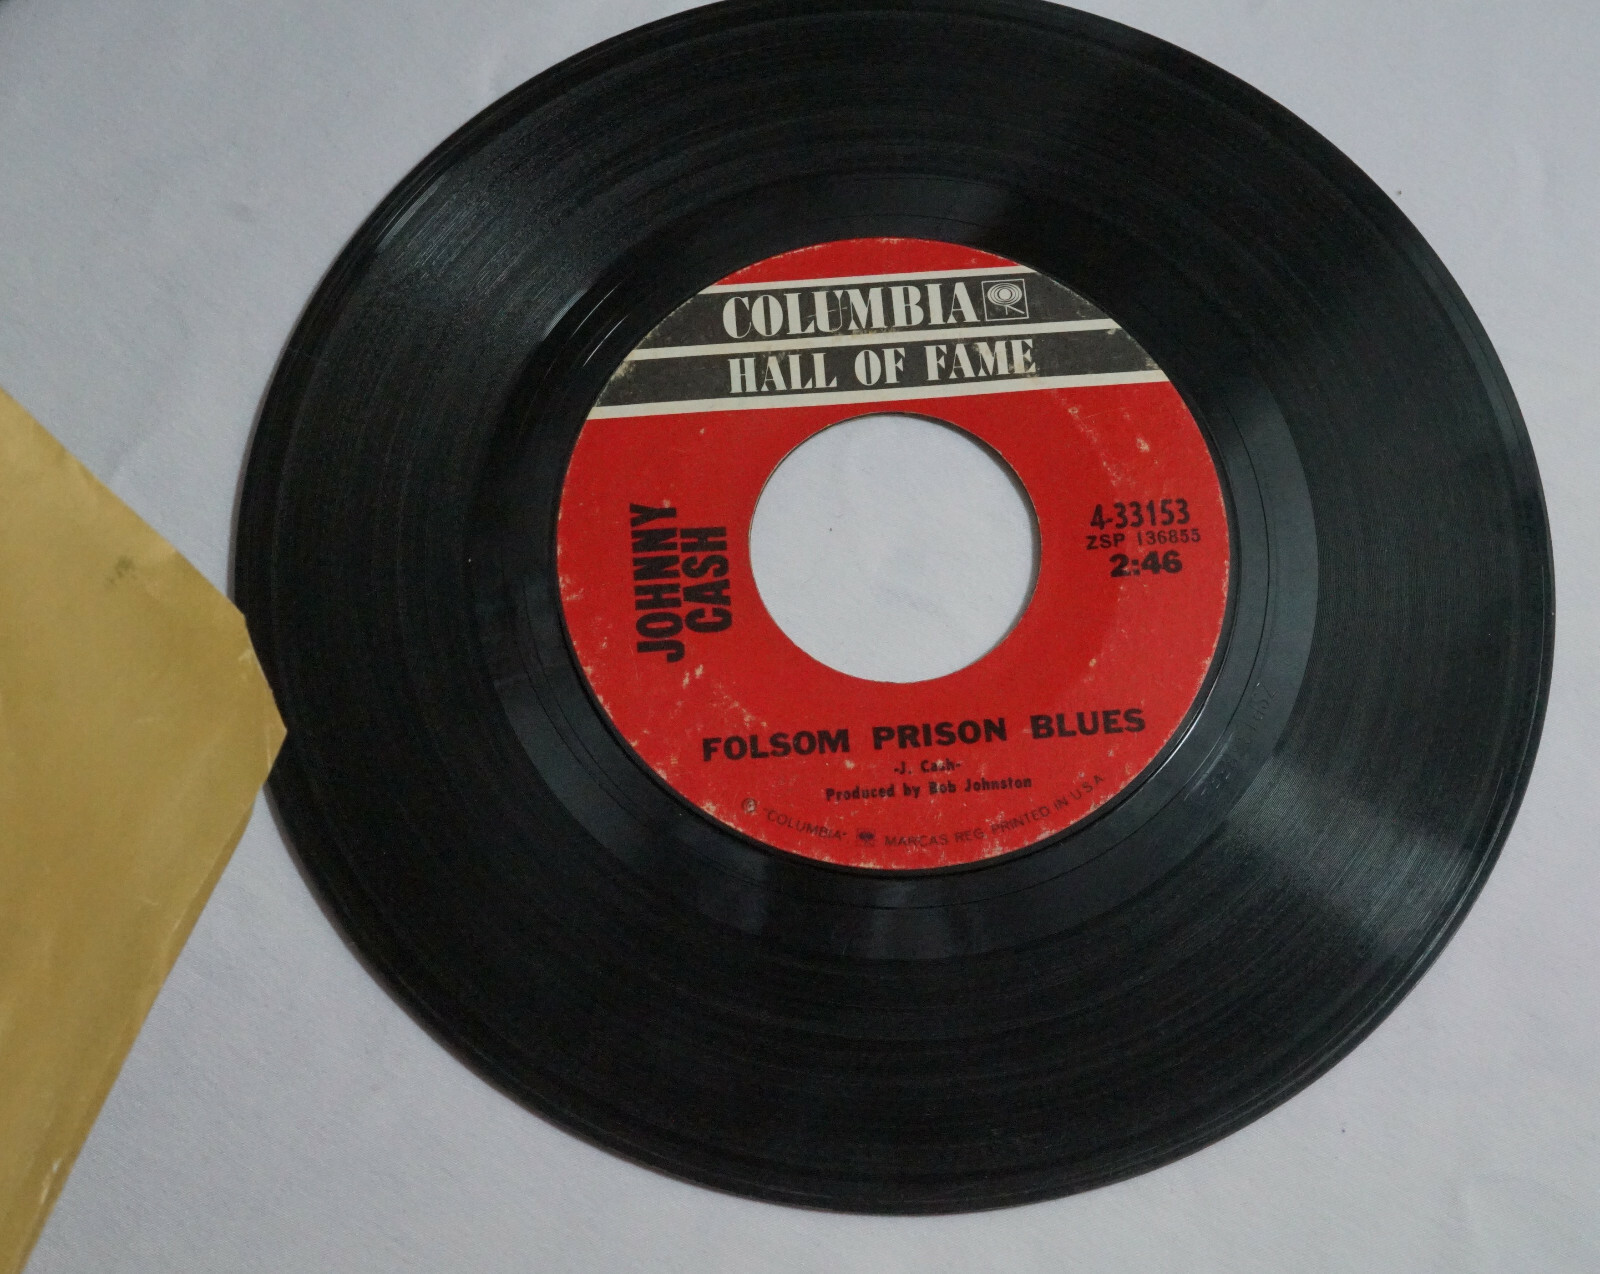 COLUMBIA
HALL OF FAME
JOHNNY
CASH
4-33153
ZSP 136855
2:46
FOLSOM PRISON BLUES
-J. Cash-
Produced by Bob Johnston
"COLUMBIA" MARCAS REG. PRINTED IN U.S.A.